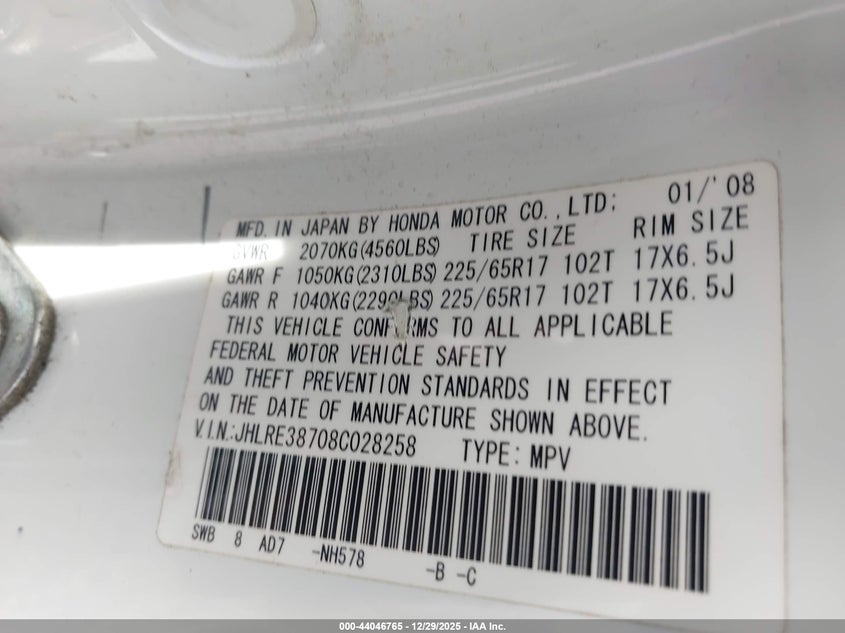 MFD. IN JAPAN BY HONDA MOTOR CO.,LTD; 01/'08
GVWR 2070KG(4560LBS) TIRE SIZE RIM SIZE
GAWR F 1050KG(2310LBS) 225/65R17 102T 17X6.5J
GAWR R 1040KG(2290LBS) 225/65R17 102T 17X6.5J
THIS VEHICLE CONFORMS TO ALL APPLICABLE
FEDERAL MOTOR VEHICLE SAFETY
AND THEFT PREVENTION STANDARDS IN EFFECT
ON THE DATE OF MANUFACTURE SHOWN ABOVE.
V.I.N.:JHLRE38708C028258 TYPE: MPV
SWB 8 AD7 -NH578 -B -C
000-44046765 - 12/29/2025 - IAA Inc.